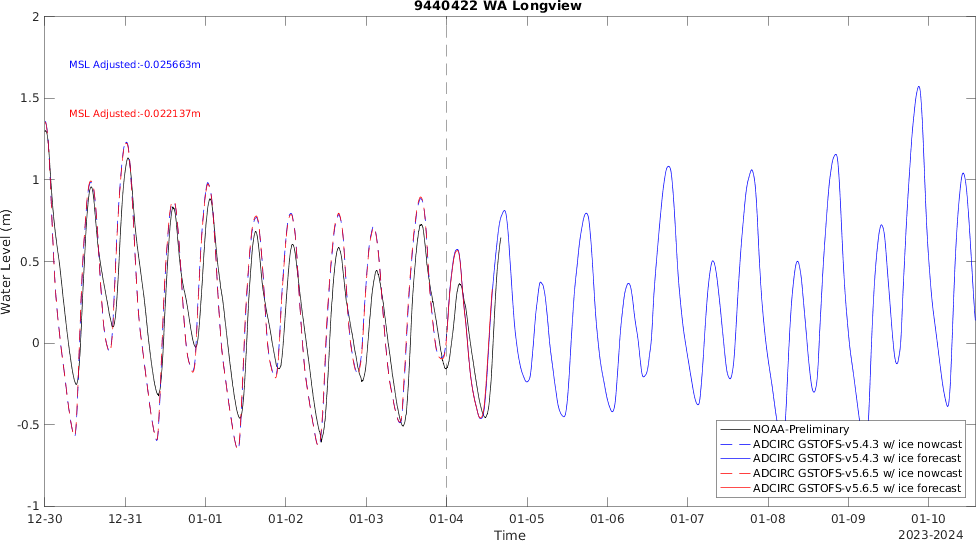 9440422 WA Longview
2
MSL Adjusted:-0.025663m
1.5
MSL Adjusted:-0.022137m
1
0.5
Water Level (m)
0
-0.5
-1
NOAA-Preliminary
ADCIRC GSTOFS-v5.4.3 w/ ice nowcast
ADCIRC GSTOFS-v5.4.3 w/ ice forecast
ADCIRC GSTOFS-v5.6.5 w/ ice nowcast
ADCIRC GSTOFS-v5.6.5 w/ ice forecast
12-30 12-31 01-01 01-02 01-03 01-04 01-05 01-06 01-07 01-08 01-09 01-10
Time
2023-2024